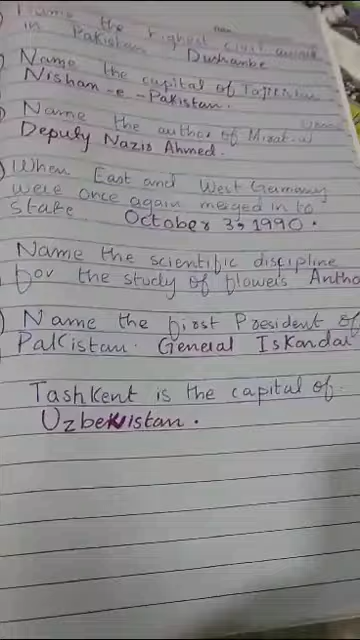 Name the highest civil award
in Pakistan Dushambe
Name the capital of Tajikistan
Nishan-e-Pakistan.
Name the author of Mirat-ul
Deputy Nazir Ahmed.
When East and West Germany
were once again merged in to
State October 3, 1990.
Name the scientific discipline
for the study of flowers Antho
Name the first President of
Pakistan. General Iskandar
Tashkent is the capital of
Uzbekistan.